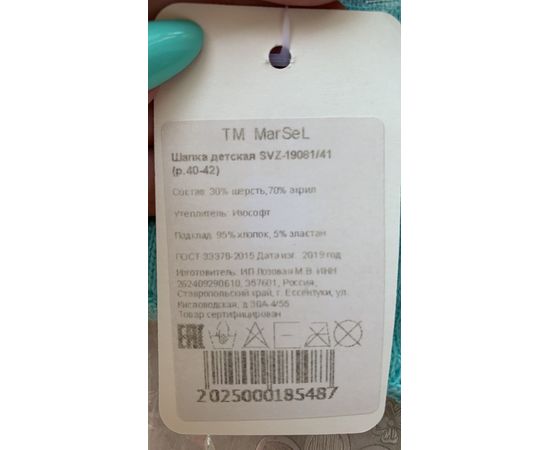 TM MarSeL
Шапка детская SVZ-19081/41
(р.40-42)
Состав: 30% шерсть,70% акрил
утеплитель: Изософт
Подклад: 95% хлопок, 5% эластан
ГОСТ 33378-2015 Дата изг. 2019 год
Изготовитель: ИП Лозовая М.В. ИНН
262409290610, 357601, Россия,
Ставропольский край, г. Ессентуки, ул.
Кисловодская, д.30А-4/55
Товар сертифицирован
EAC
2025000185487